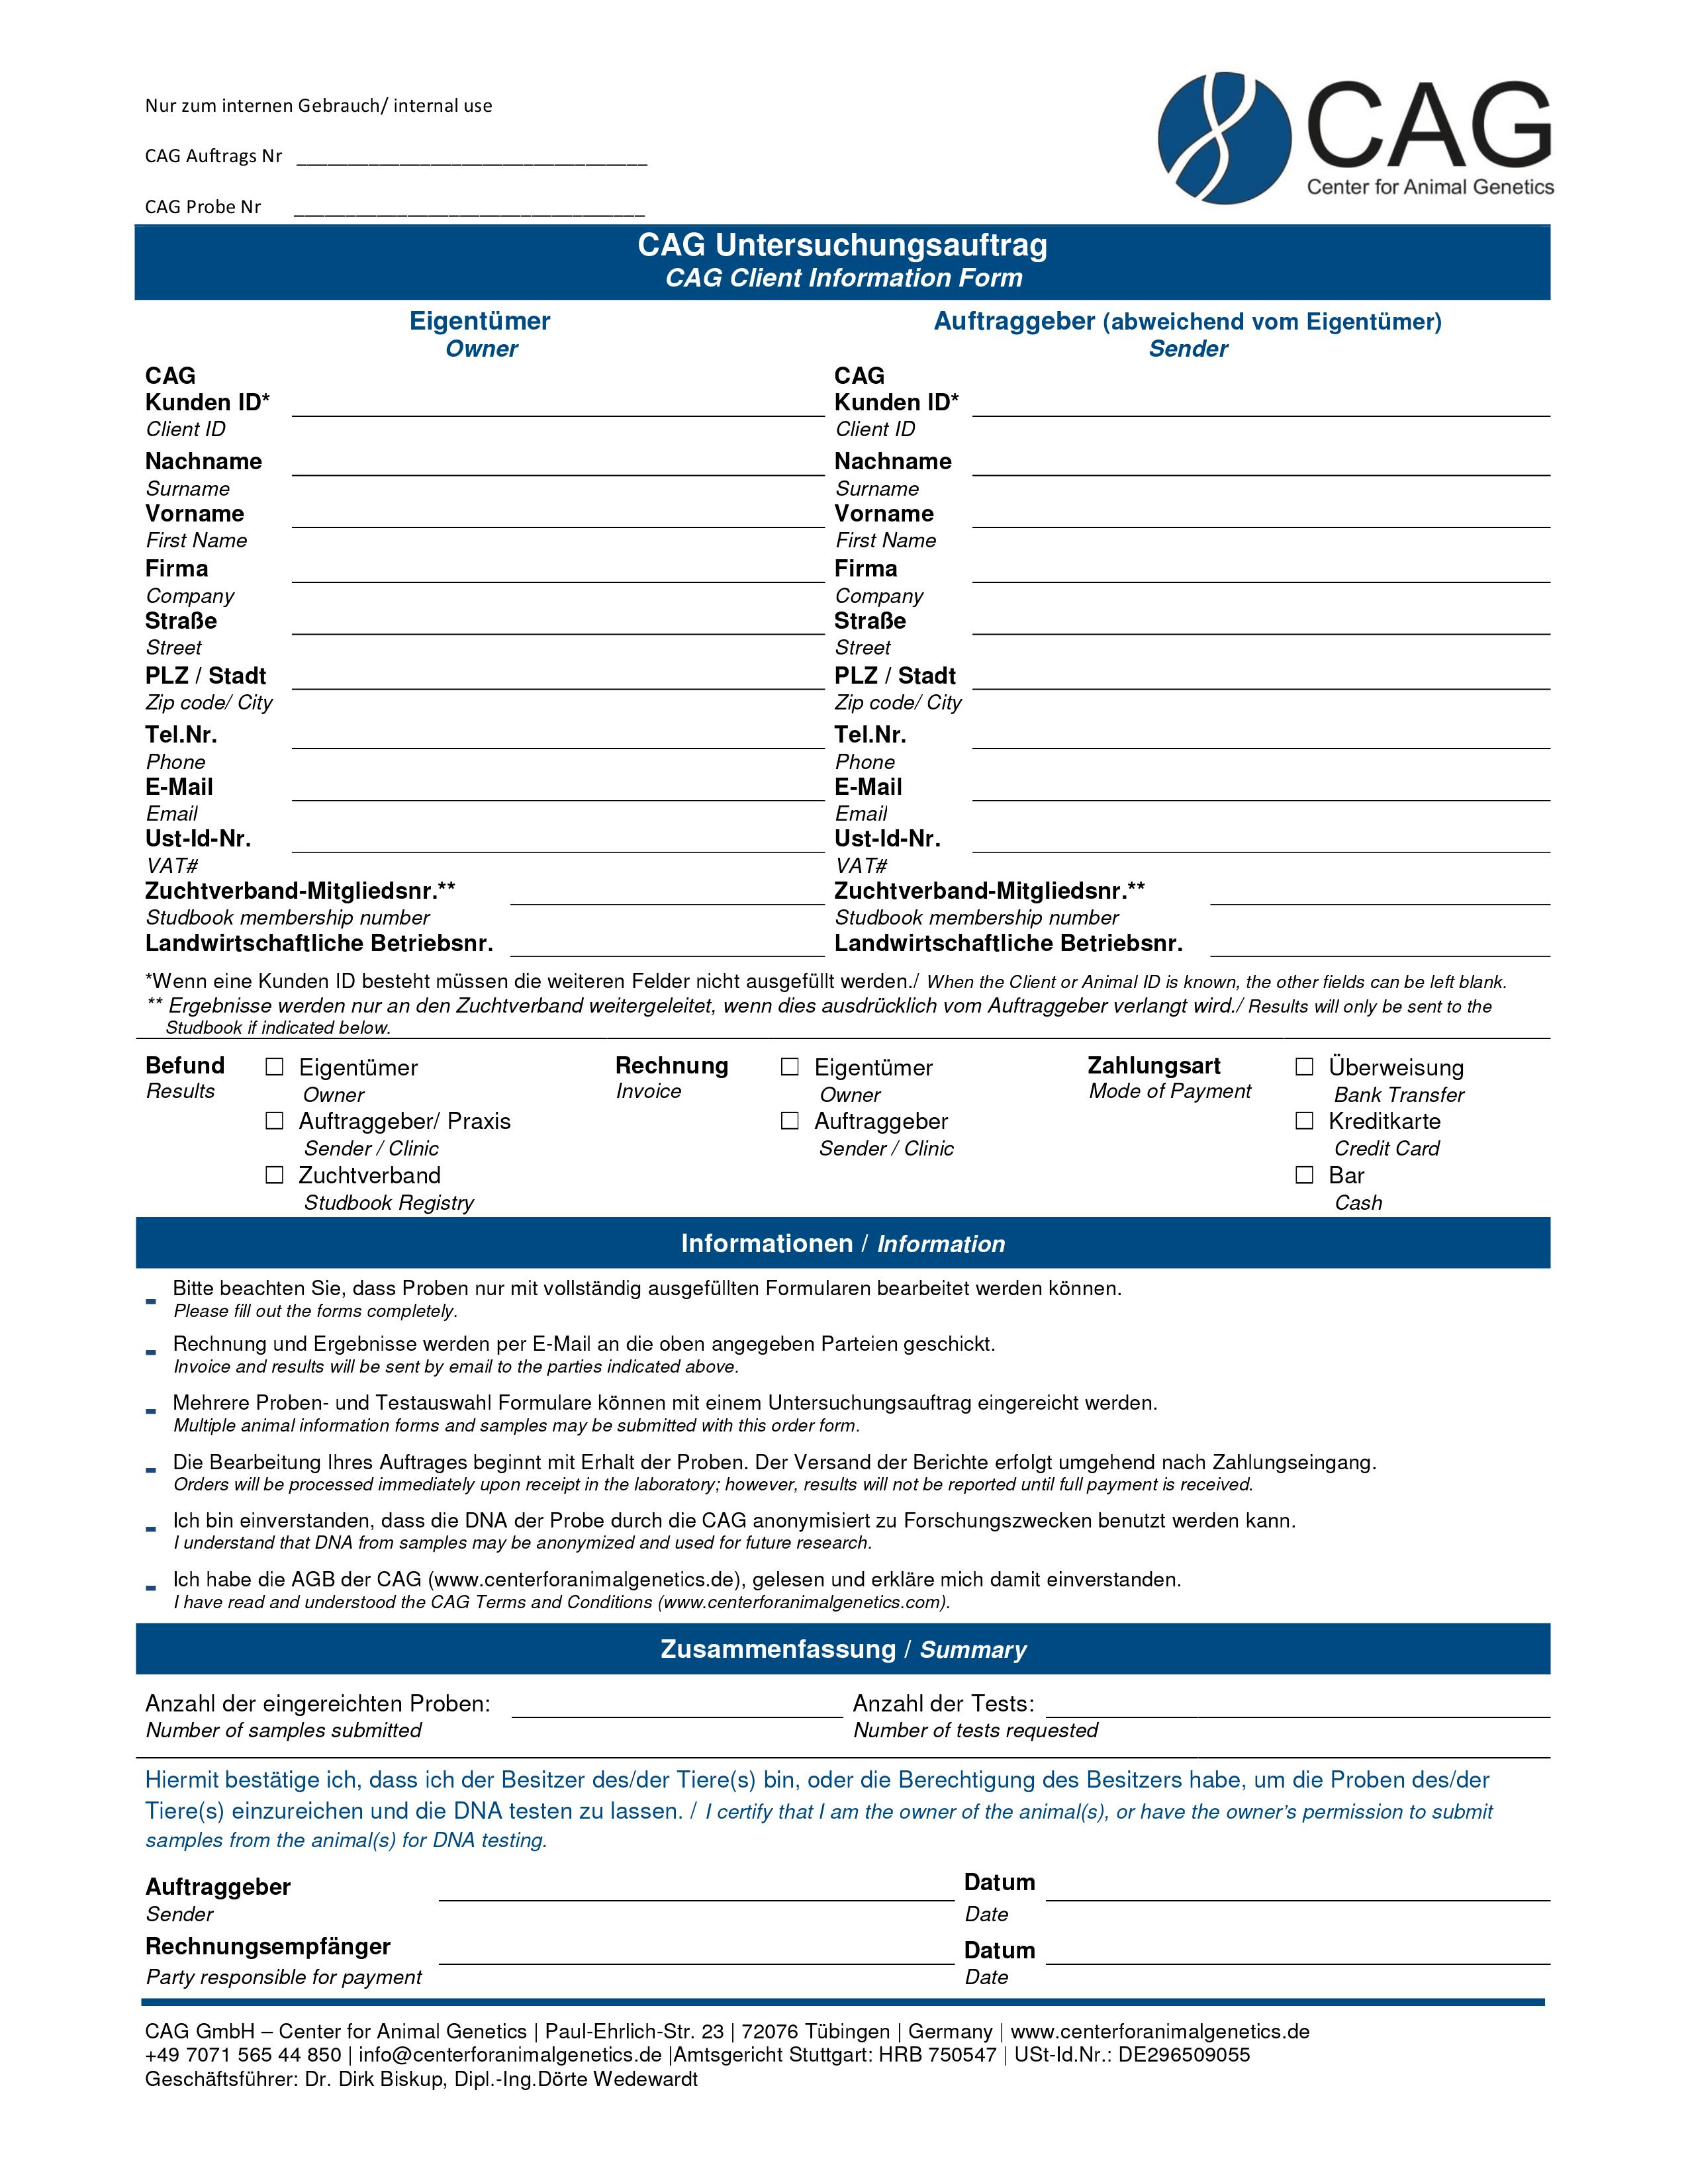 Nur zum internen Gebrauch/ internal use
CAG Auftrags Nr ___________________________________
CAG Probe Nr ___________________________________
CAG
Center for Animal Genetics
CAG Untersuchungsauftrag
CAG Client Information Form
Eigentümer
Owner
CAG
Kunden ID*
Client ID
Nachname
Surname
Vorname
First Name
Firma
Company
Straße
Street
PLZ / Stadt
Zip code/ City
Tel.Nr.
Phone
E-Mail
Email
Ust-Id-Nr.
VAT#
Zuchtverband-Mitgliedsnr.**
Studbook membership number
Landwirtschaftliche Betriebsnr.
Auftraggeber (abweichend vom Eigentümer)
Sender
CAG
Kunden ID*
Client ID
Nachname
Surname
Vorname
First Name
Firma
Company
Straße
Street
PLZ / Stadt
Zip code/ City
Tel.Nr.
Phone
E-Mail
Email
Ust-Id-Nr.
VAT#
Zuchtverband-Mitgliedsnr.**
Studbook membership number
Landwirtschaftliche Betriebsnr.
*Wenn eine Kunden ID besteht müssen die weiteren Felder nicht ausgefüllt werden./ When the Client or Animal ID is known, the other fields can be left blank.
** Ergebnisse werden nur an den Zuchtverband weitergeleitet, wenn dies ausdrücklich vom Auftraggeber verlangt wird./ Results will only be sent to the
Studbook if indicated below.
Befund
Results
☐ Eigentümer
Owner
☐ Auftraggeber/ Praxis
Sender / Clinic
☐ Zuchtverband
Studbook Registry
Rechnung
Invoice
☐ Eigentümer
Owner
☐ Auftraggeber
Sender / Clinic
Zahlungsart
Mode of Payment
☐ Überweisung
Bank Transfer
☐ Kreditkarte
Credit Card
☐ Bar
Cash
Informationen / Information
- Bitte beachten Sie, dass Proben nur mit vollständig ausgefüllten Formularen bearbeitet werden können.
Please fill out the forms completely.
- Rechnung und Ergebnisse werden per E-Mail an die oben angegeben Parteien geschickt.
Invoice and results will be sent by email to the parties indicated above.
- Mehrere Proben- und Testauswahl Formulare können mit einem Untersuchungsauftrag eingereicht werden.
Multiple animal information forms and samples may be submitted with this order form.
- Die Bearbeitung Ihres Auftrages beginnt mit Erhalt der Proben. Der Versand der Berichte erfolgt umgehend nach Zahlungseingang.
Orders will be processed immediately upon receipt in the laboratory; however, results will not be reported until full payment is received.
- Ich bin einverstanden, dass die DNA der Probe durch die CAG anonymisiert zu Forschungszwecken benutzt werden kann.
I understand that DNA from samples may be anonymized and used for future research.
- Ich habe die AGB der CAG (www.centerforanimalgenetics.de), gelesen und erkläre mich damit einverstanden.
I have read and understood the CAG Terms and Conditions (www.centerforanimalgenetics.com).
Zusammenfassung / Summary
Anzahl der eingereichten Proben:
Number of samples submitted
Anzahl der Tests:
Number of tests requested
Hiermit bestätige ich, dass ich der Besitzer des/der Tiere(s) bin, oder die Berechtigung des Besitzers habe, um die Proben des/der
Tiere(s) einzureichen und die DNA testen zu lassen. / I certify that I am the owner of the animal(s), or have the owner's permission to submit
samples from the animal(s) for DNA testing.
Auftraggeber
Sender
Datum
Date
Rechnungsempfänger
Party responsible for payment
Datum
Date
CAG GmbH – Center for Animal Genetics | Paul-Ehrlich-Str. 23 | 72076 Tübingen | Germany | www.centerforanimalgenetics.de
+49 7071 565 44 850 | info@centerforanimalgenetics.de |Amtsgericht Stuttgart: HRB 750547 | USt-Id.Nr.: DE296509055
Geschäftsführer: Dr. Dirk Biskup, Dipl.-Ing.Dörte Wedewardt